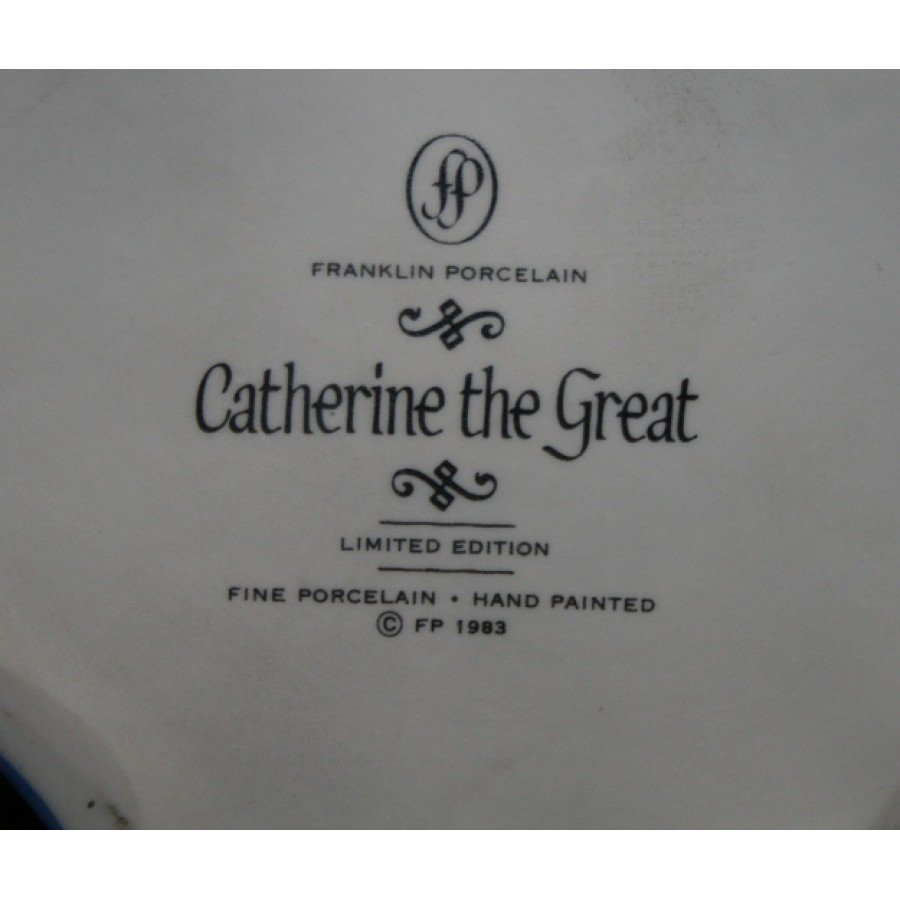 fp
FRANKLIN PORCELAIN
Catherine the Great
LIMITED EDITION
FINE PORCELAIN • HAND PAINTED
© FP 1983